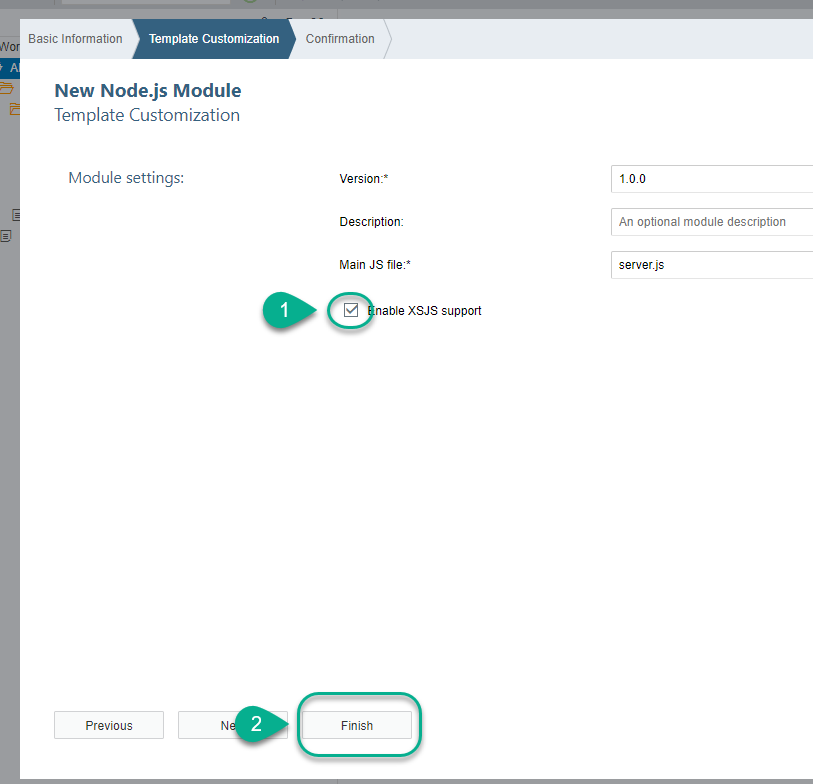 Basic Information
Template Customization
Confirmation
Wor
New Node.js Module
Template Customization
Module settings:
Version:*
1.0.0
Description:
An optional module description
Main JS file:*
server.js
1
Enable XSJS support
Previous
Ne
2
Finish